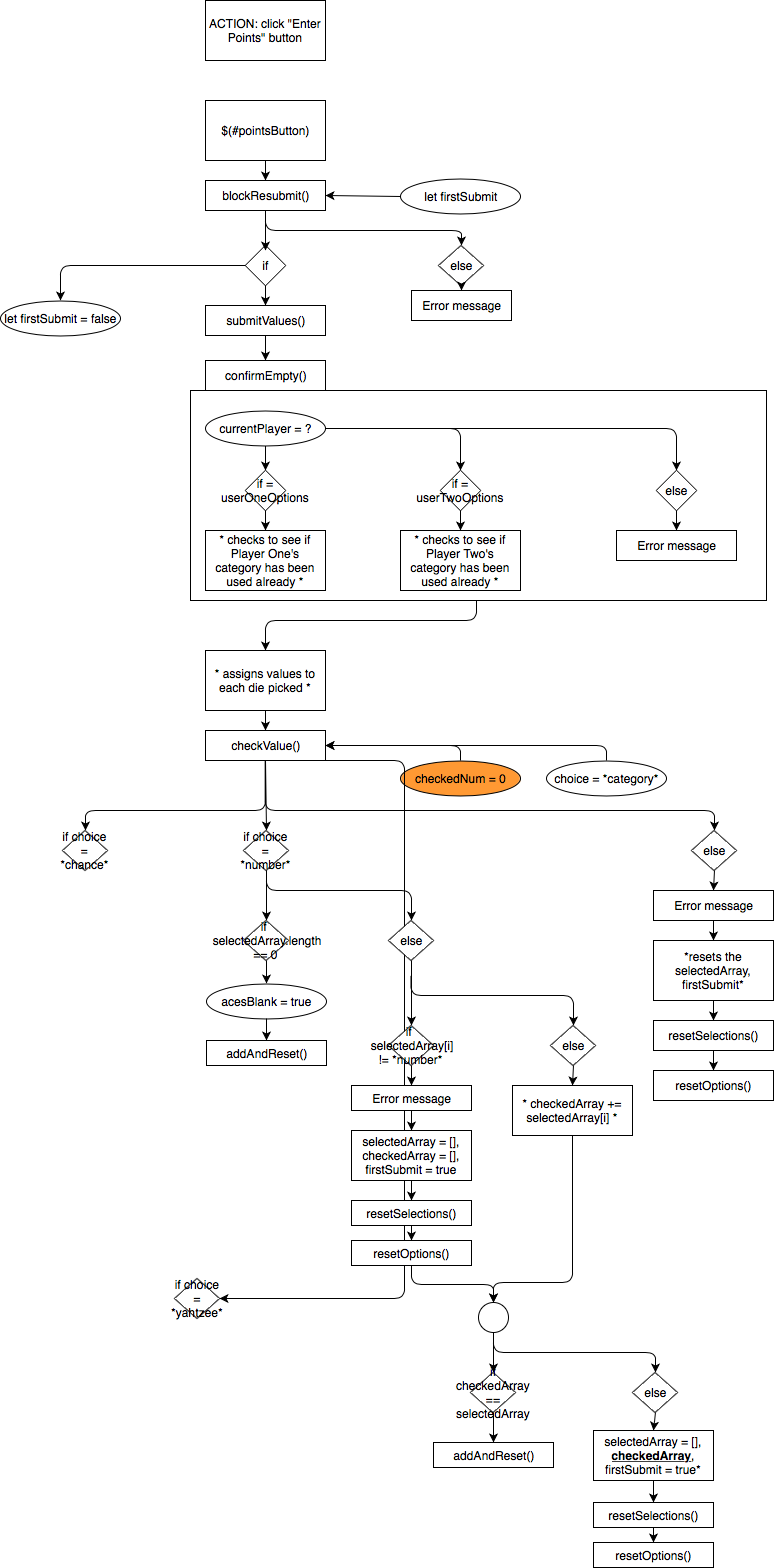 ACTION: click "Enter
Points" button
$(#pointsButton)
blockResubmit()
let firstSubmit
if
else
let firstSubmit = false
submitValues()
Error message
confirmEmpty()
currentPlayer = ?
if =
userOneOptions
if =
userTwoOptions
else
* checks to see if
Player One's
category has been
used already *
* checks to see if
Player Two's
category has been
used already *
Error message
* assigns values to
each die picked *
checkValue()
checkedNum = 0
choice = *category*
if choice
=
*chance*
if choice
=
*number*
else
Error message
if
selectedArray.length
== 0
else
*resets the
selectedArray,
firstSubmit*
acesBlank = true
addAndReset()
if
selectedArray[i]
!= *number*
else
resetSelections()
resetOptions()
Error message
* checkedArray +=
selectedArray[i] *
selectedArray = [],
checkedArray = [],
firstSubmit = true
resetSelections()
resetOptions()
if choice
=
*yahtzee*
if
checkedArray
==
selectedArray
else
addAndReset()
selectedArray = [],
checkedArray,
firstSubmit = true*
resetSelections()
resetOptions()